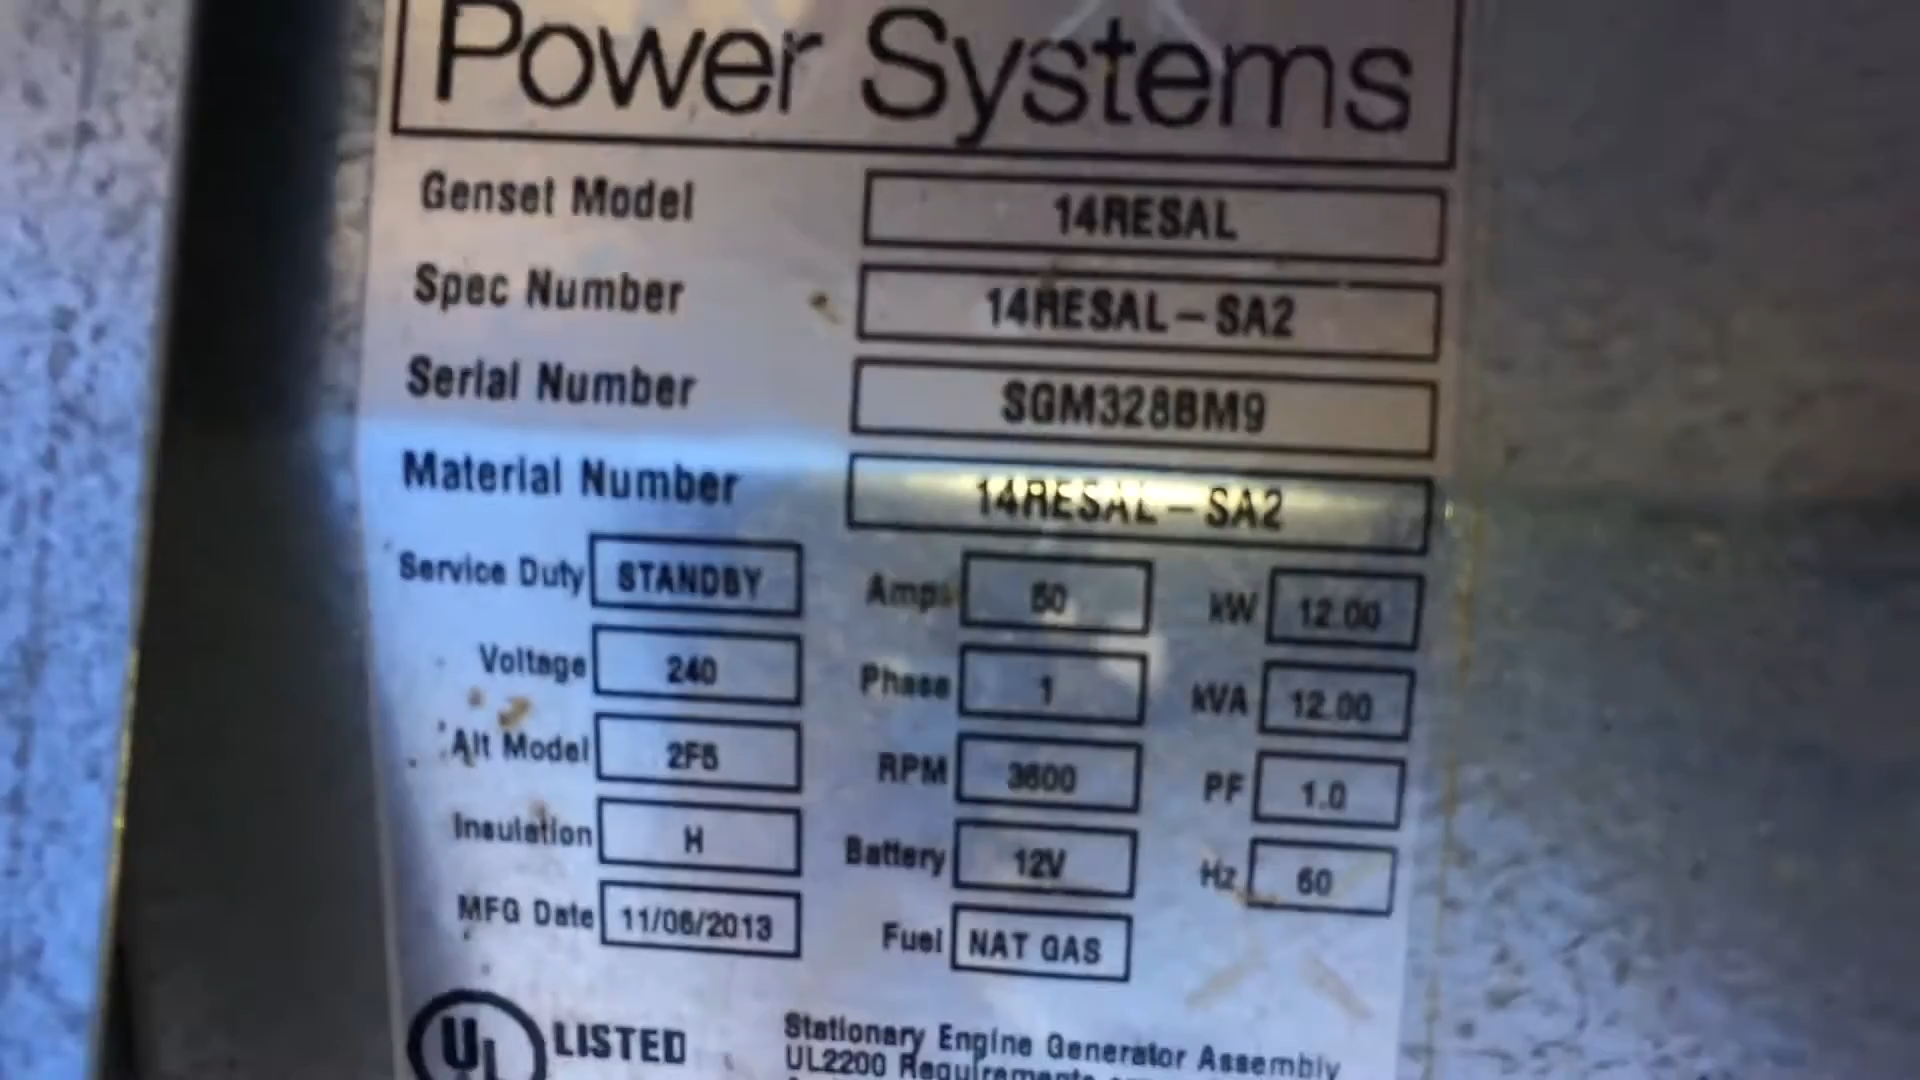 Power Systems
Genset Model 14RESAL
Spec Number 14RESAL-SA2
Serial Number SGM328BM9
Material Number 14RESAL-SA2
Service Duty STANDBY Amps 50 kW 12.00
Voltage 240 Phase 1 kVA 12.00
Alt Model 2F5 RPM 3600 PF 1.0
Insulation H Battery 12V Hz 60
MFG Date 11/06/2013 Fuel NAT GAS
UL LISTED Stationary Engine Generator Assembly
UL2200 Requirements